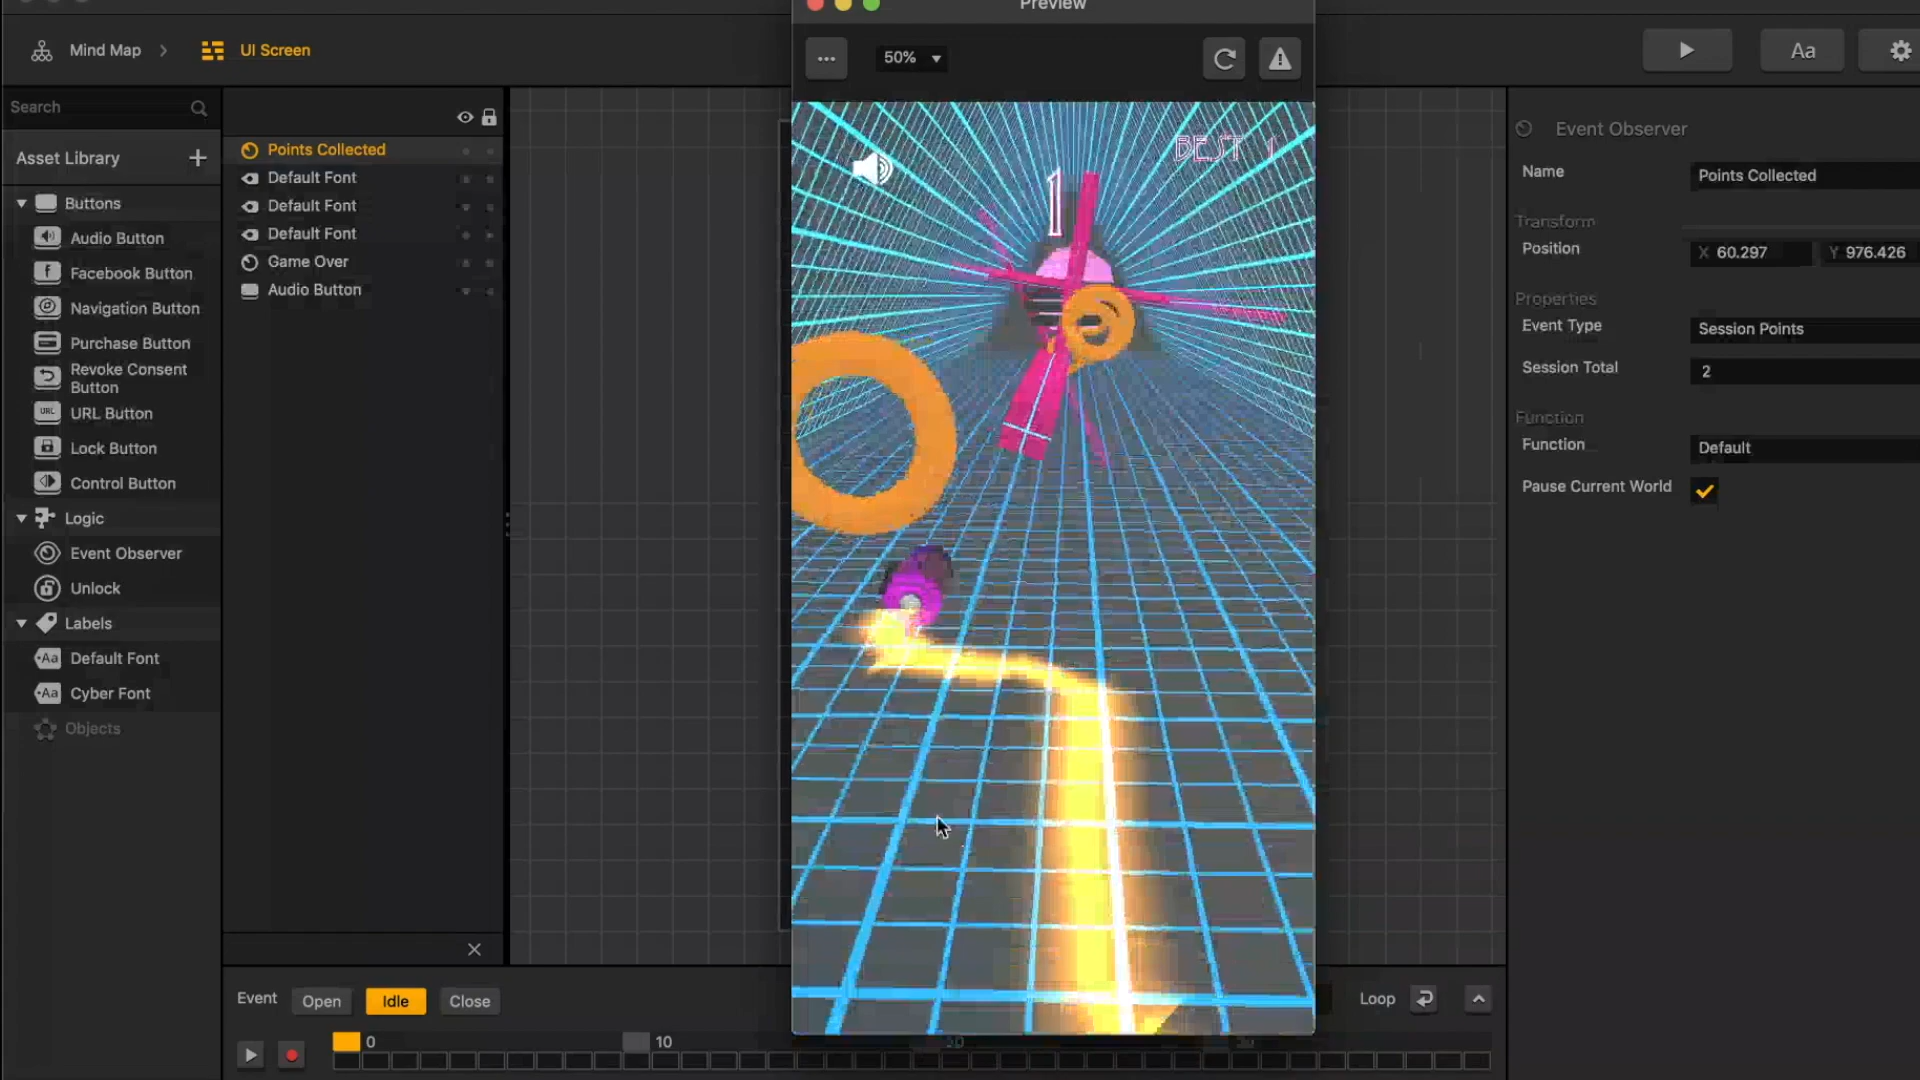 Preview
Mind Map
UI Screen
50%
Aa
Search
Asset Library
Buttons
Audio Button
Facebook Button
Navigation Button
Purchase Button
Revoke Consent
Button
URL
URL Button
Lock Button
Control Button
Logic
Event Observer
Unlock
Labels
Aa
Default Font
Aa
Cyber Font
Objects
Points Collected
Default Font
Default Font
Default Font
Game Over
Audio Button
BEST 1
1
Event Observer
Name
Points Collected
Transform
Position
X 60.297
Y 976.426
Properties
Event Type
Session Points
Session Total
2
Function
Function
Default
Pause Current World
Event
Open
Idle
Close
Loop
0
10